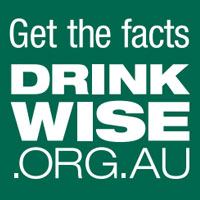 Get the facts
DRINK
WISE
.ORG.AU